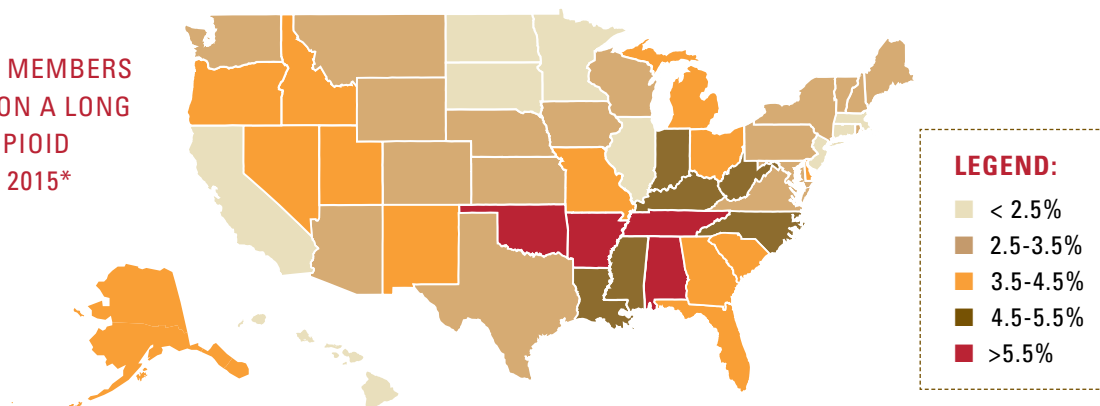 MEMBERS
ON A LONG
PIOID
2015*
LEGEND:
< 2.5%
2.5-3.5%
3.5-4.5%
4.5-5.5%
>5.5%